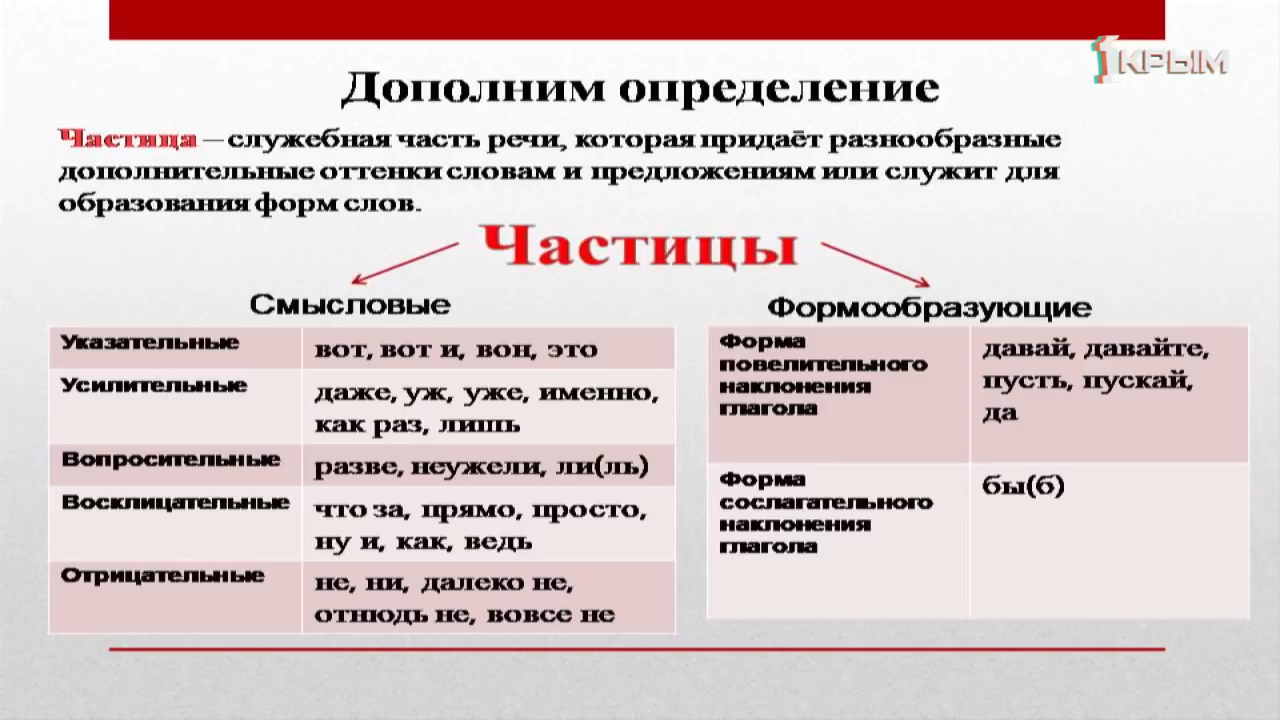 1 КРЫМ
Дополним определение
Частица – служебная часть речи, которая придаёт разнообразные
дополнительные оттенки словам и предложениям или служит для
образования форм слов.
Частицы
Смысловые
Указательные вот, вот и, вон, это
Усилительные даже, уж, уже, именно,
как раз, лишь
Вопросительные разве, неужели, ли(ль)
Восклицательные что за, прямо, просто,
ну и, как, ведь
Отрицательные не, ни, далеко не,
отнюдь не, вовсе не
Формообразующие
Форма
повелительного
наклонения
глагола
давай, давайте,
пусть, пускай,
да
Форма
сослагательного
наклонения
глагола
бы(б)